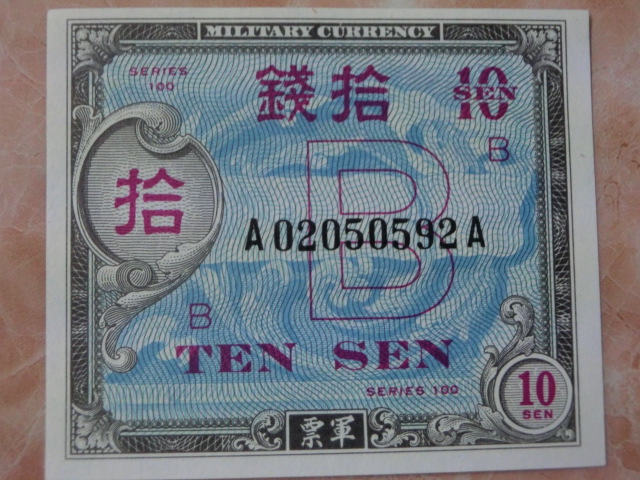 MILITARY CURRENCY
SERIES
100
錢拾
10
SEN
B
拾
B
A02050592A
B
TEN SEN
SERIES 100
票軍
10
SEN